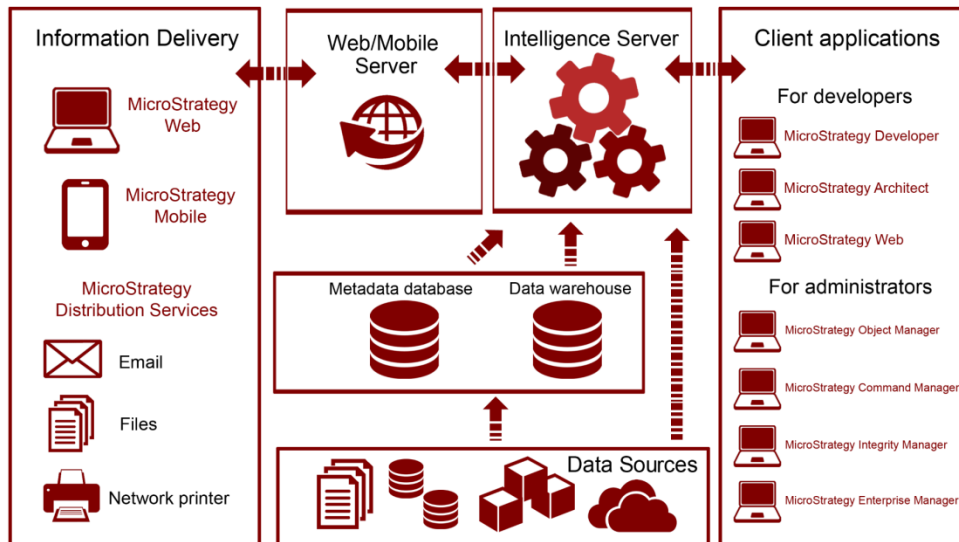 Information Delivery
MicroStrategy
Web
MicroStrategy
Mobile
MicroStrategy
Distribution Services
Email
Files
Network printer
Web/Mobile
Server
Intelligence Server
Metadata database
Data warehouse
Data Sources
Client applications
For developers
MicroStrategy Developer
MicroStrategy Architect
MicroStrategy Web
For administrators
MicroStrategy Object Manager
MicroStrategy Command Manager
MicroStrategy Integrity Manager
MicroStrategy Enterprise Manager